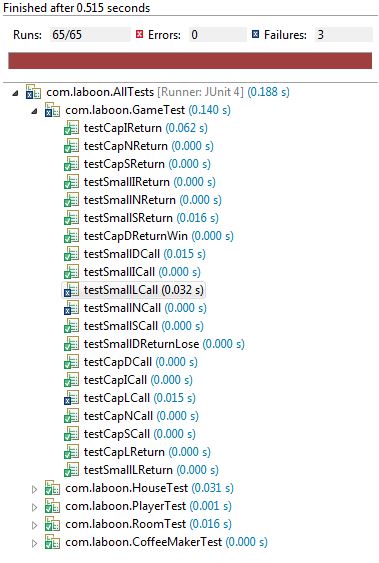 Finished after 0.515 seconds
Runs: 65/65 Errors: 0 Failures: 3
com.laboon.AllTests [Runner: JUnit 4] (0.188 s)
com.laboon.GameTest (0.140 s)
testCapIReturn (0.062 s)
testCapNReturn (0.000 s)
testCapSReturn (0.000 s)
testSmallIReturn (0.000 s)
testSmallNReturn (0.000 s)
testSmallSReturn (0.016 s)
testCapDReturnWin (0.000 s)
testSmallDCall (0.015 s)
testSmallICall (0.000 s)
testSmallLCall (0.032 s)
testSmallNCall (0.000 s)
testSmallSCall (0.000 s)
testSmallDReturnLose (0.000 s)
testCapDCall (0.000 s)
testCapICall (0.000 s)
testCapLCall (0.015 s)
testCapNCall (0.000 s)
testCapSCall (0.000 s)
testCapLReturn (0.000 s)
testSmallLReturn (0.000 s)
com.laboon.HouseTest (0.031 s)
com.laboon.PlayerTest (0.001 s)
com.laboon.RoomTest (0.016 s)
com.laboon.CoffeeMakerTest (0.000 s)